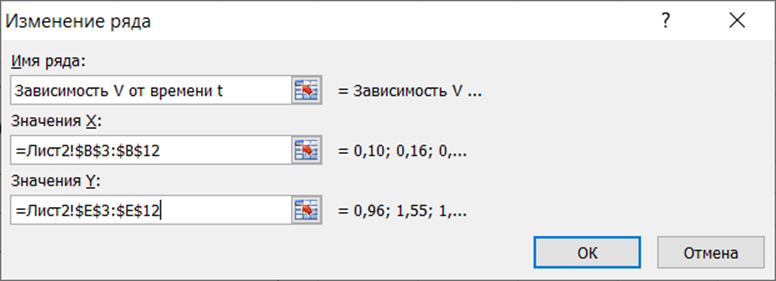 Изменение ряда ?
Имя ряда:
Зависимость V от времени t = Зависимость V ...
Значения X:
=Лист2!$B$3:$B$12 = 0,10; 0,16; 0,...
Значения Y:
=Лист2!$E$3:$E$12 = 0,96; 1,55; 1,...
ОК Отмена